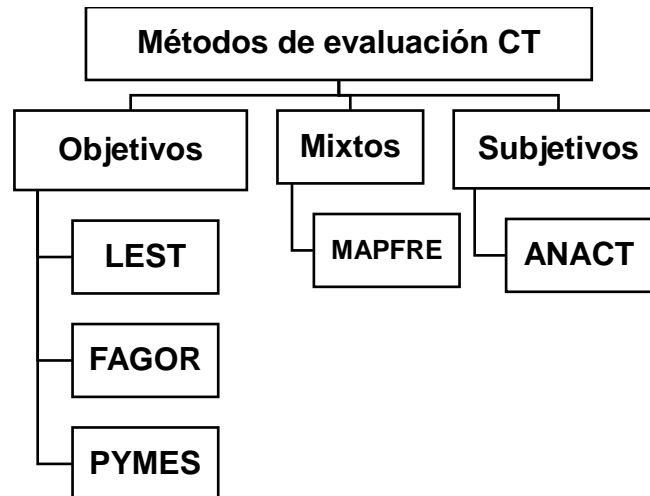 Métodos de evaluación CT
Objetivos
Mixtos
Subjetivos
LEST
MAPFRE
ANACT
FAGOR
PYMES